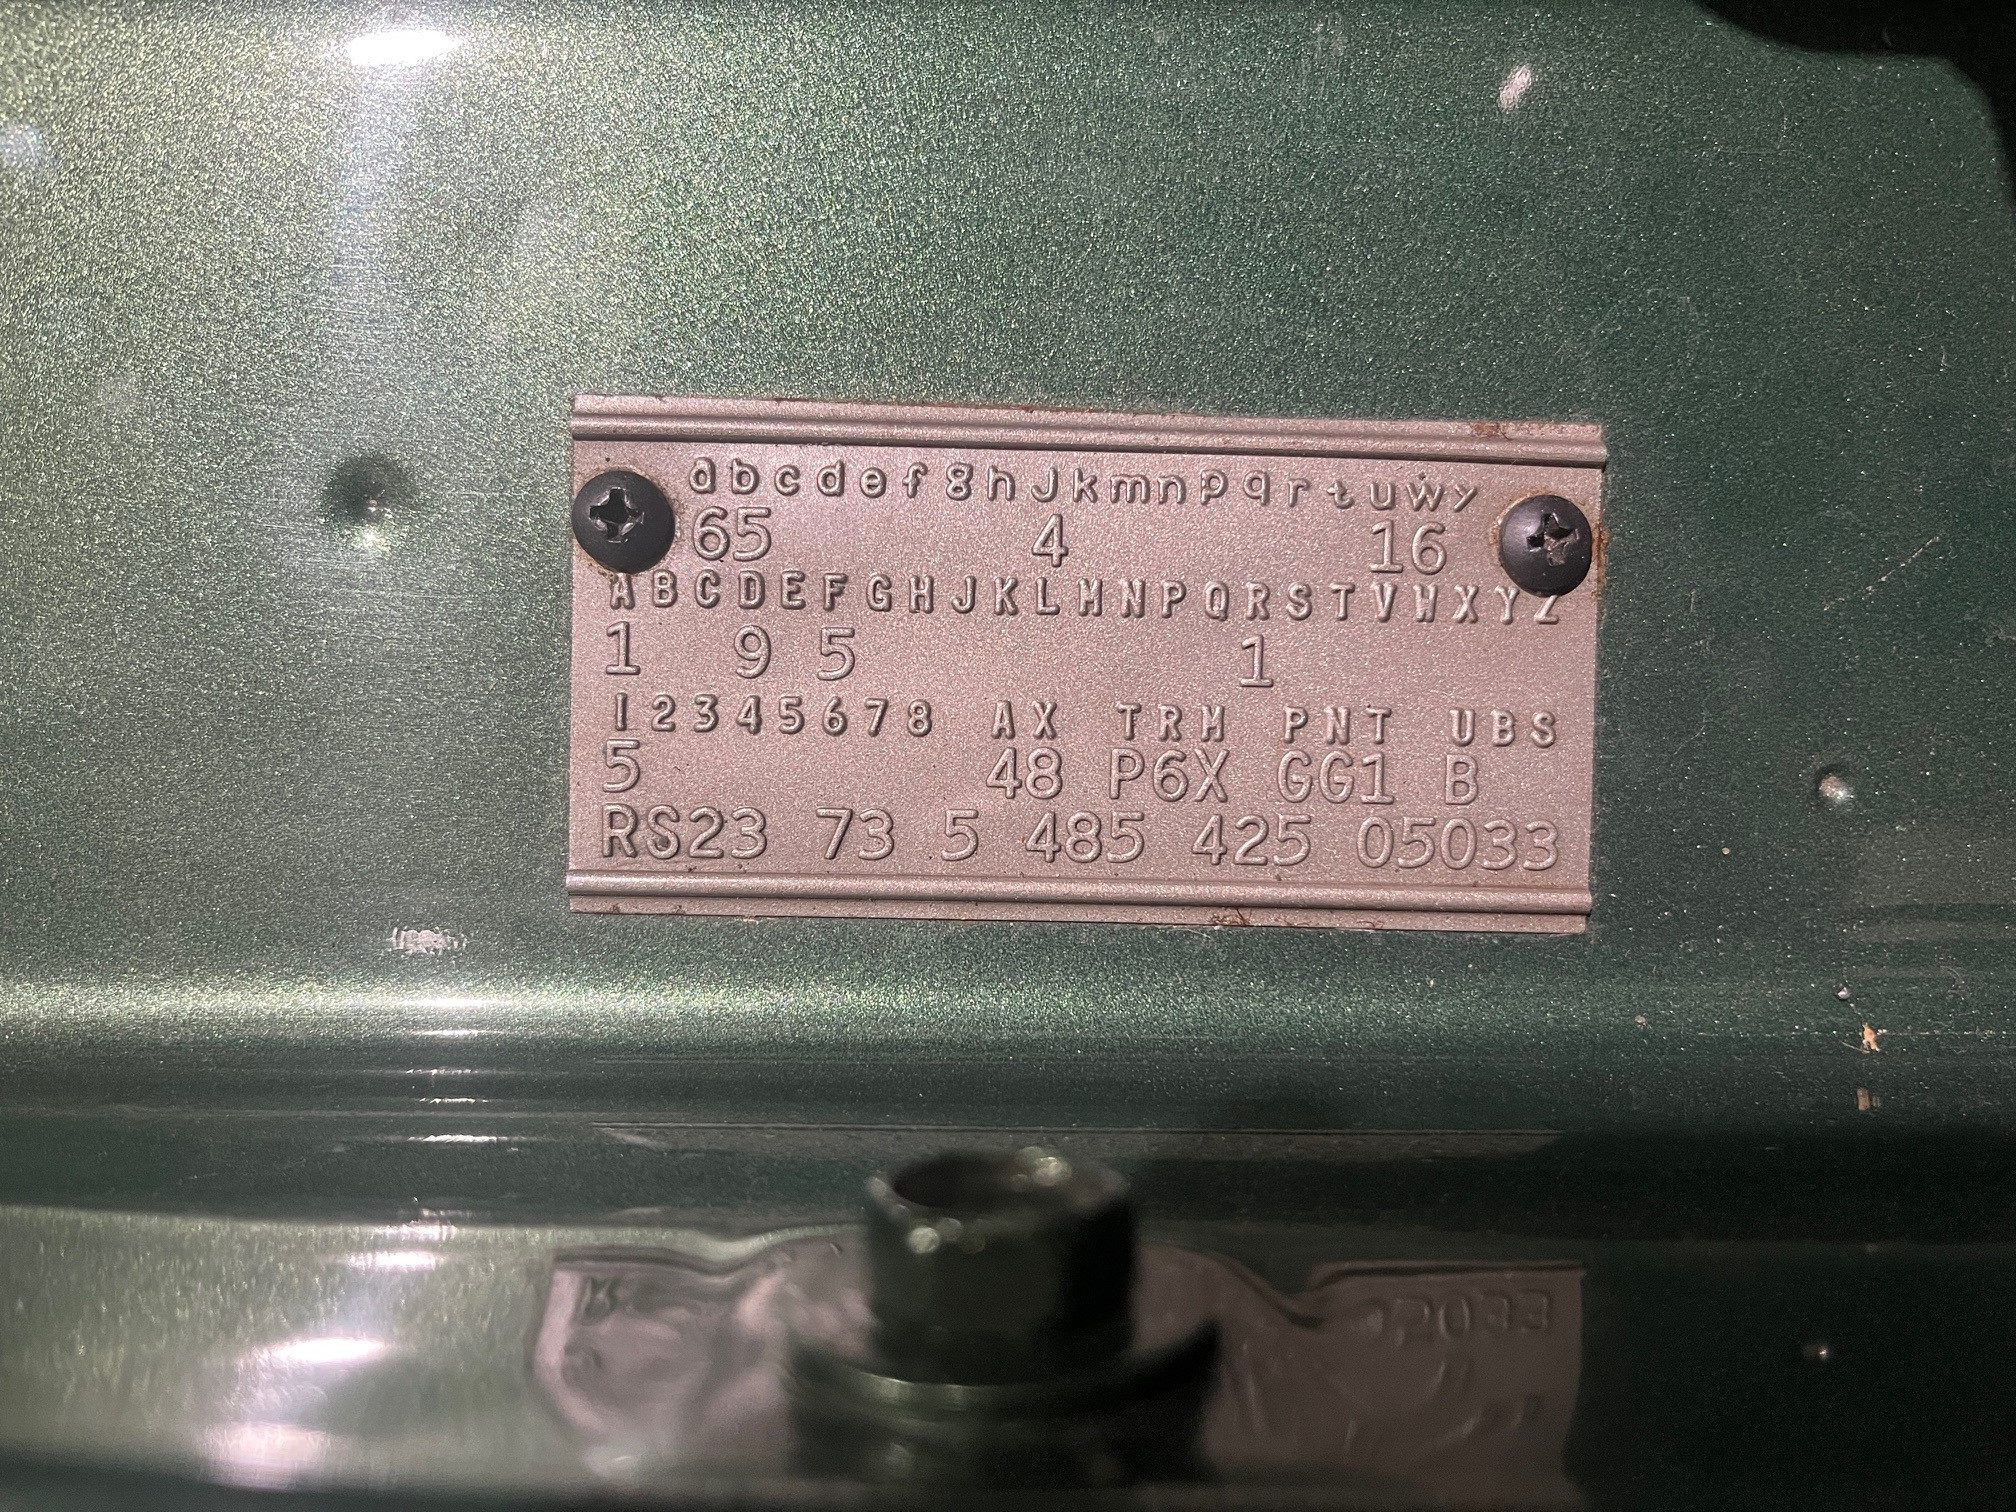 abcdefghJkmnpqrtuwy
65 4 16
ABCDEFGHJKLMNPQRSTVWXYZ
1 9 5 1
12345678 AX TRM PNT UBS
5 48 P6X GG1 B
RS23 73 5 485 425 05033